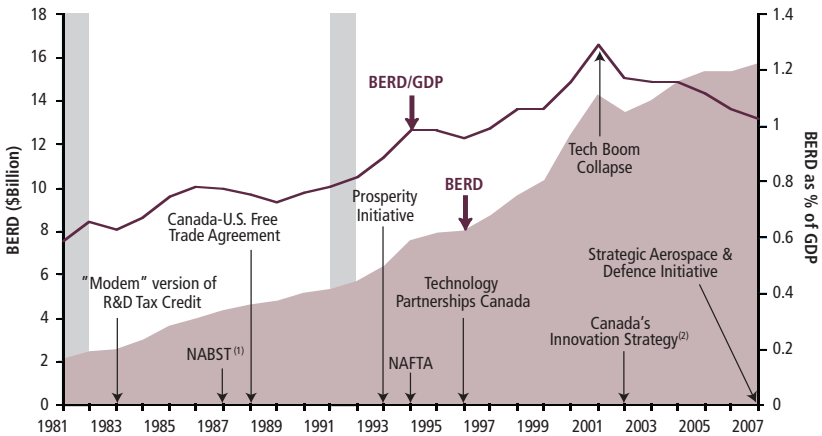 BERD ($Billion)
18
16
14
12
10
8
6
4
2
0
BERD/GDP
BERD
Tech Boom
Collapse
Prosperity
Initiative
Canada-U.S. Free
Trade Agreement
"Modem" version of
R&D Tax Credit
NABST (1)
NAFTA
Technology
Partnerships Canada
Strategic Aerospace &
Defence Initiative
Canada's
Innovation Strategy(2)
BERD as % of GDP
1.4
1.2
1
0.8
0.6
0.4
0.2
0
1981 1983 1985 1987 1989 1991 1993 1995 1997 1999 2001 2003 2005 2007